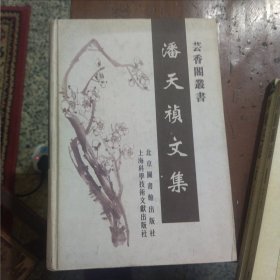 芸香閣叢書
潘天禎文集
北京圖書館出版社
上海科學技術文獻出版社